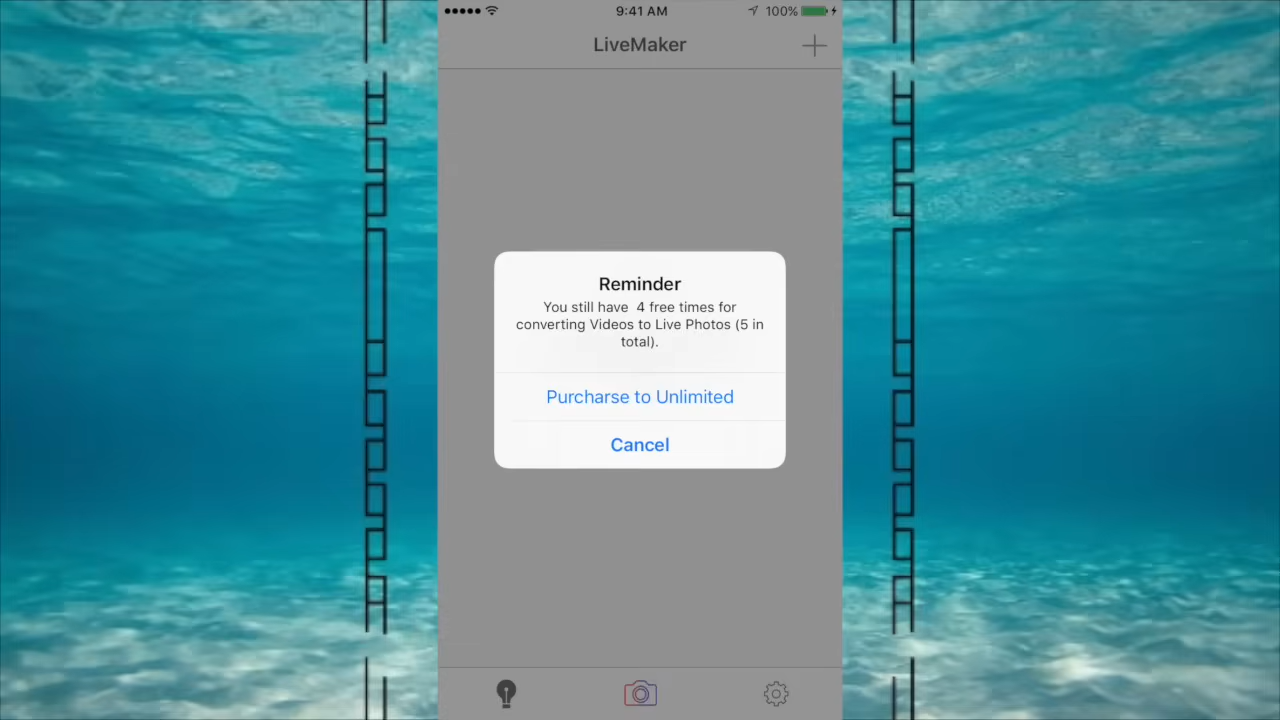 9:41 AM 100%
LiveMaker
Reminder
You still have 4 free times for
converting Videos to Live Photos (5 in
total).
Purcharse to Unlimited
Cancel